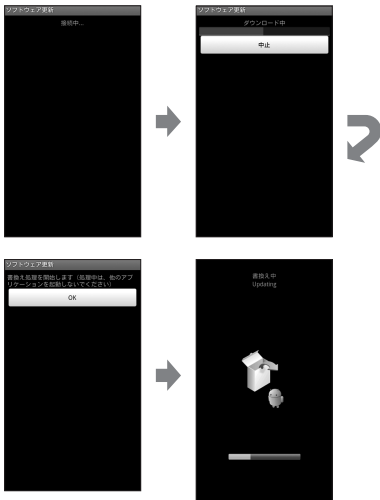 ソフトウェア更新
接続中...
ソフトウェア更新
ダウンロード中
中止
ソフトウェア更新
書換え処理を開始します（処理中は、他のアプ
リケーションを起動しないでください）
OK
書換え中
Updating